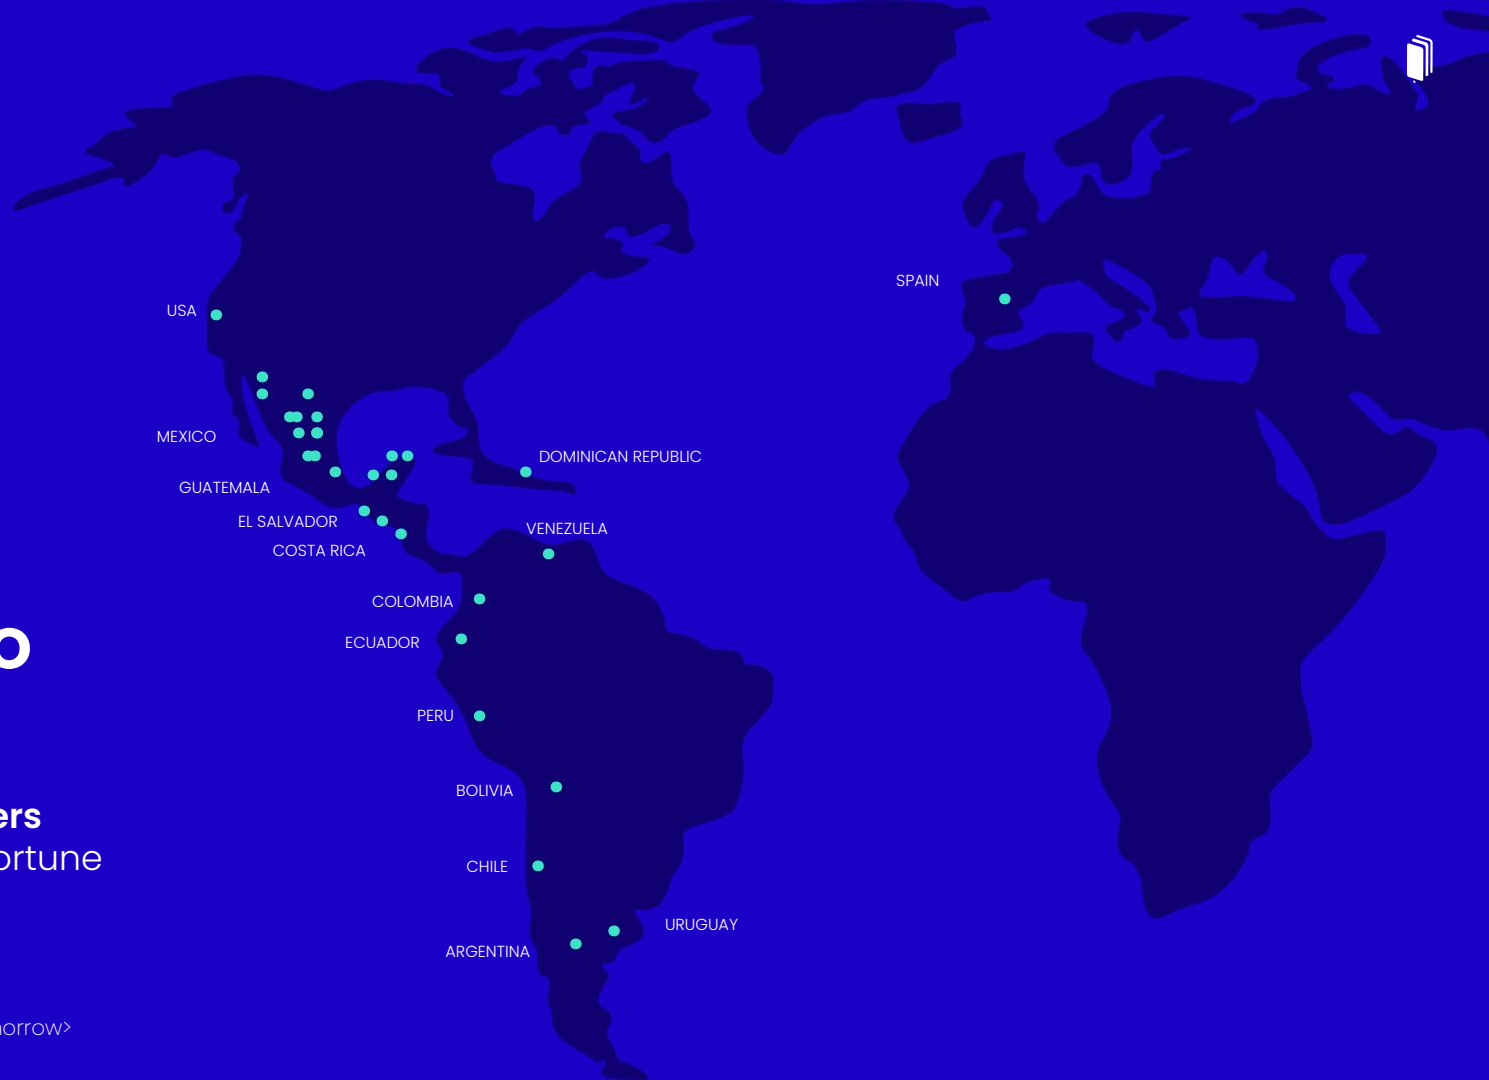 SPAIN
USA
MEXICO
DOMINICAN REPUBLIC
GUATEMALA
EL SALVADOR
VENEZUELA
COSTA RICA
COLOMBIA
ECUADOR
o
PERU
BOLIVIA
ers
ortune
CHILE
URUGUAY
ARGENTINA
orrow>